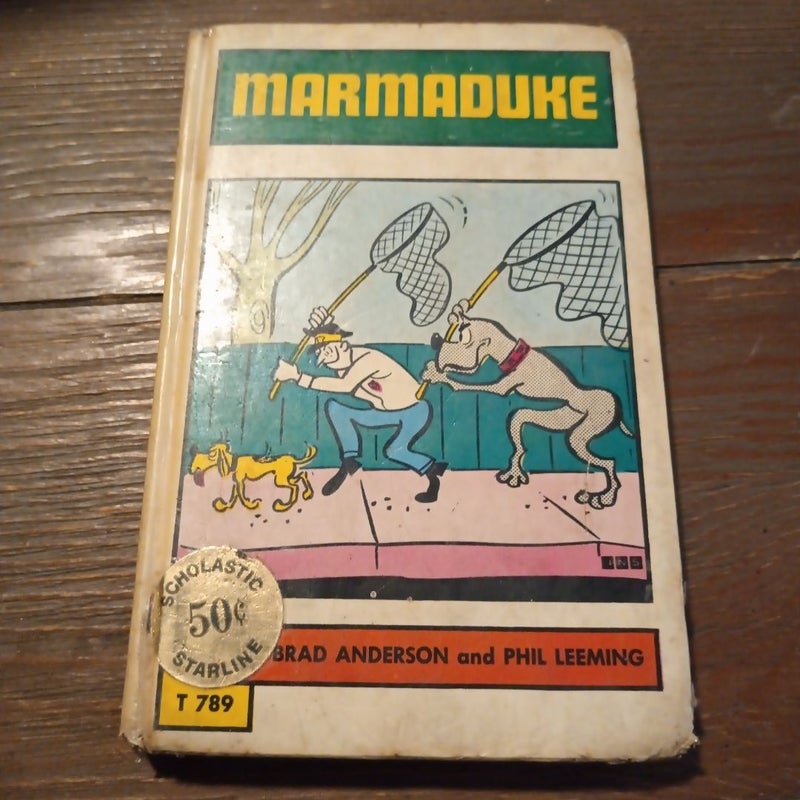 MARMADUKE
SCHOLASTIC
50¢
STARLINE
BRAD ANDERSON and PHIL LEEMING
T 789